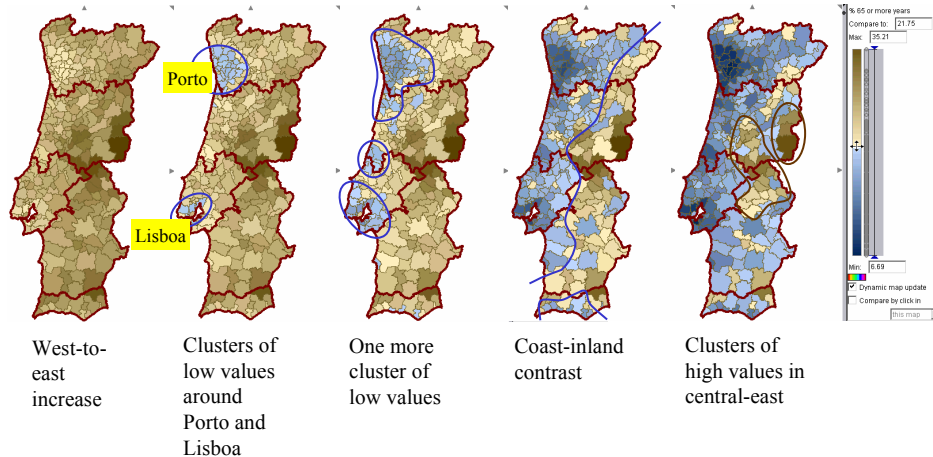 Porto
Lisboa
% 65 or more years
Compare to: 21.75
Max: 35.21
Min: 6.69
Dynamic map update
Compare by click in
this map
West-to-
east
increase
Clusters of
low values
around
Porto and
Lisboa
One more
cluster of
low values
Coast-inland
contrast
Clusters of
high values in
central-east